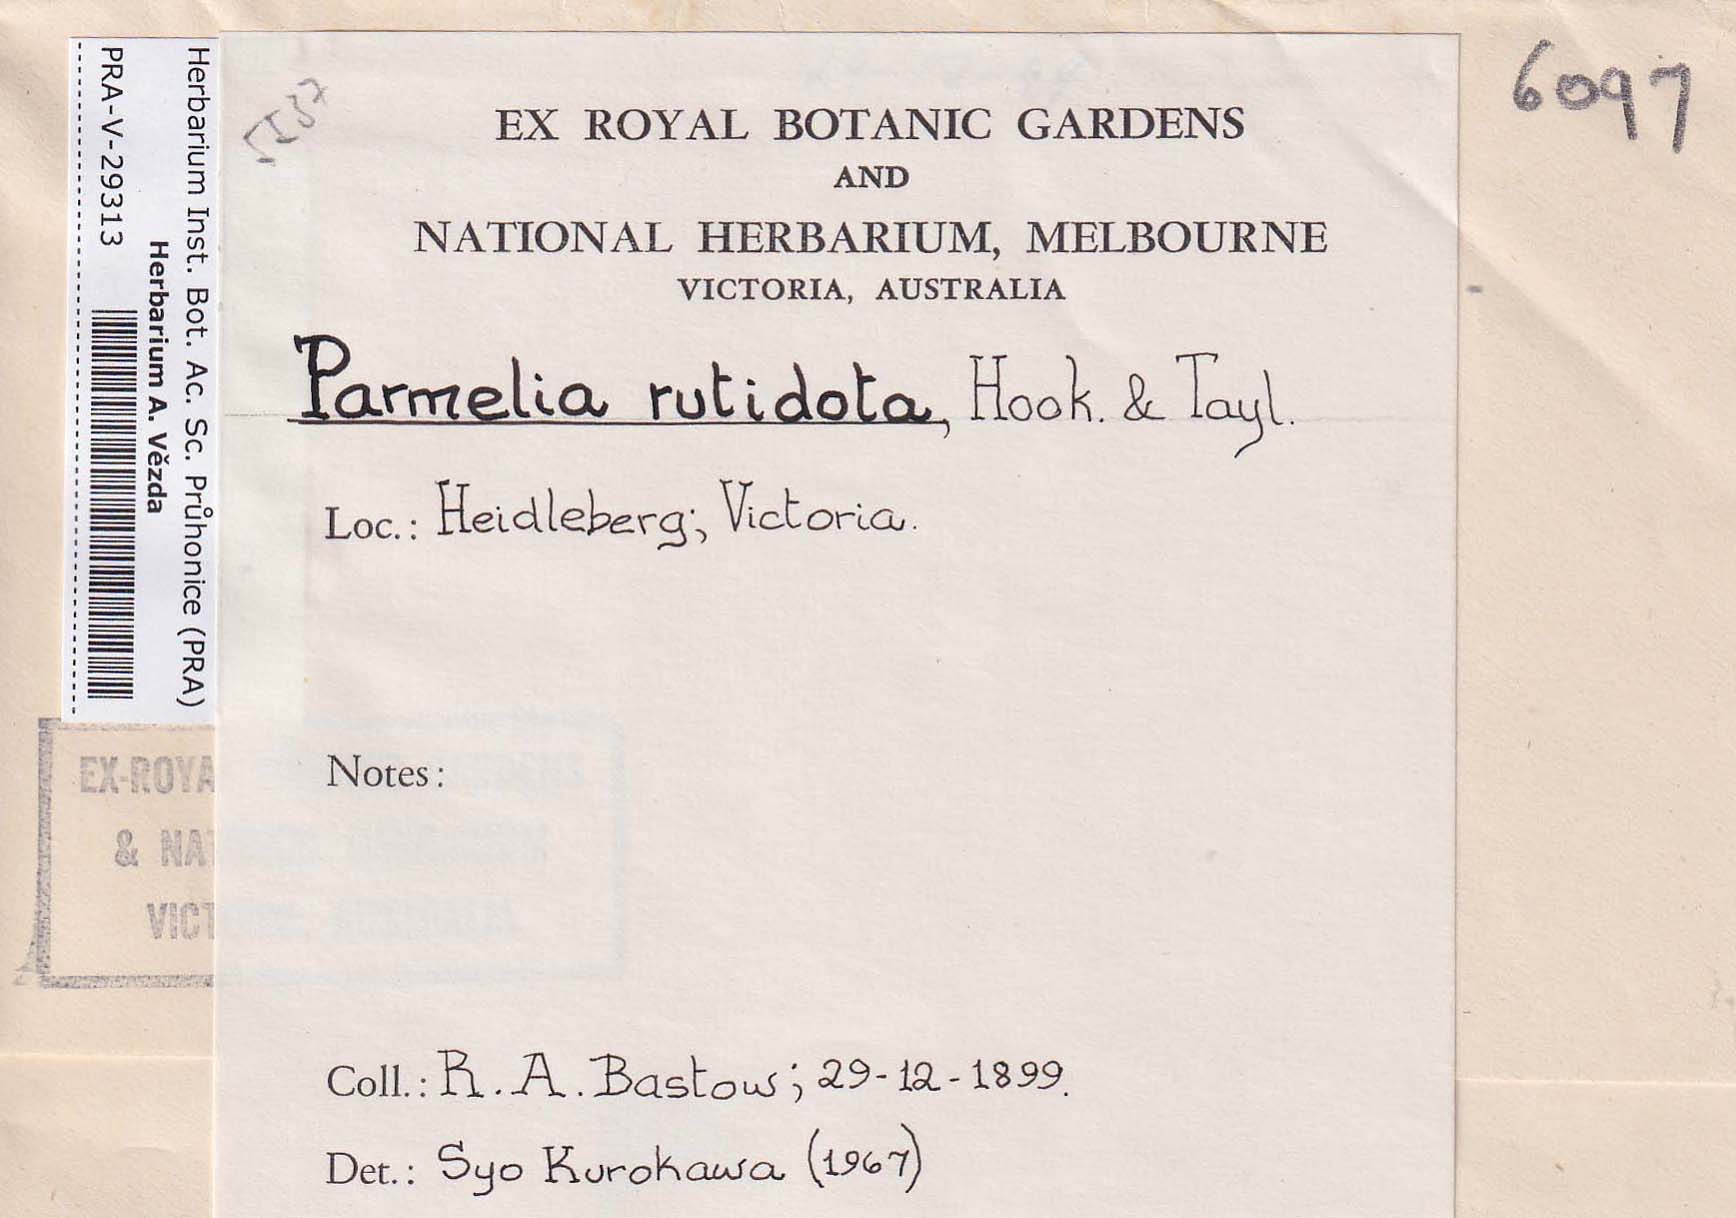 6097
EX ROYAL BOTANIC GARDENS
AND
NATIONAL HERBARIUM, MELBOURNE
VICTORIA, AUSTRALIA
Parmelia rutidota, Hook. & Tayl.
Loc.: Heidleberg; Victoria.
Notes:
Coll.: R. A. Bastow; 29-12-1899.
Det.: Syo Kurokawa (1967)
Herbarium Inst. Bot. Ac. Sc. Průhonice (PRA)
Herbarium A. Vězda
PRA-V-29313
EX-ROYA
& NAT
VICT